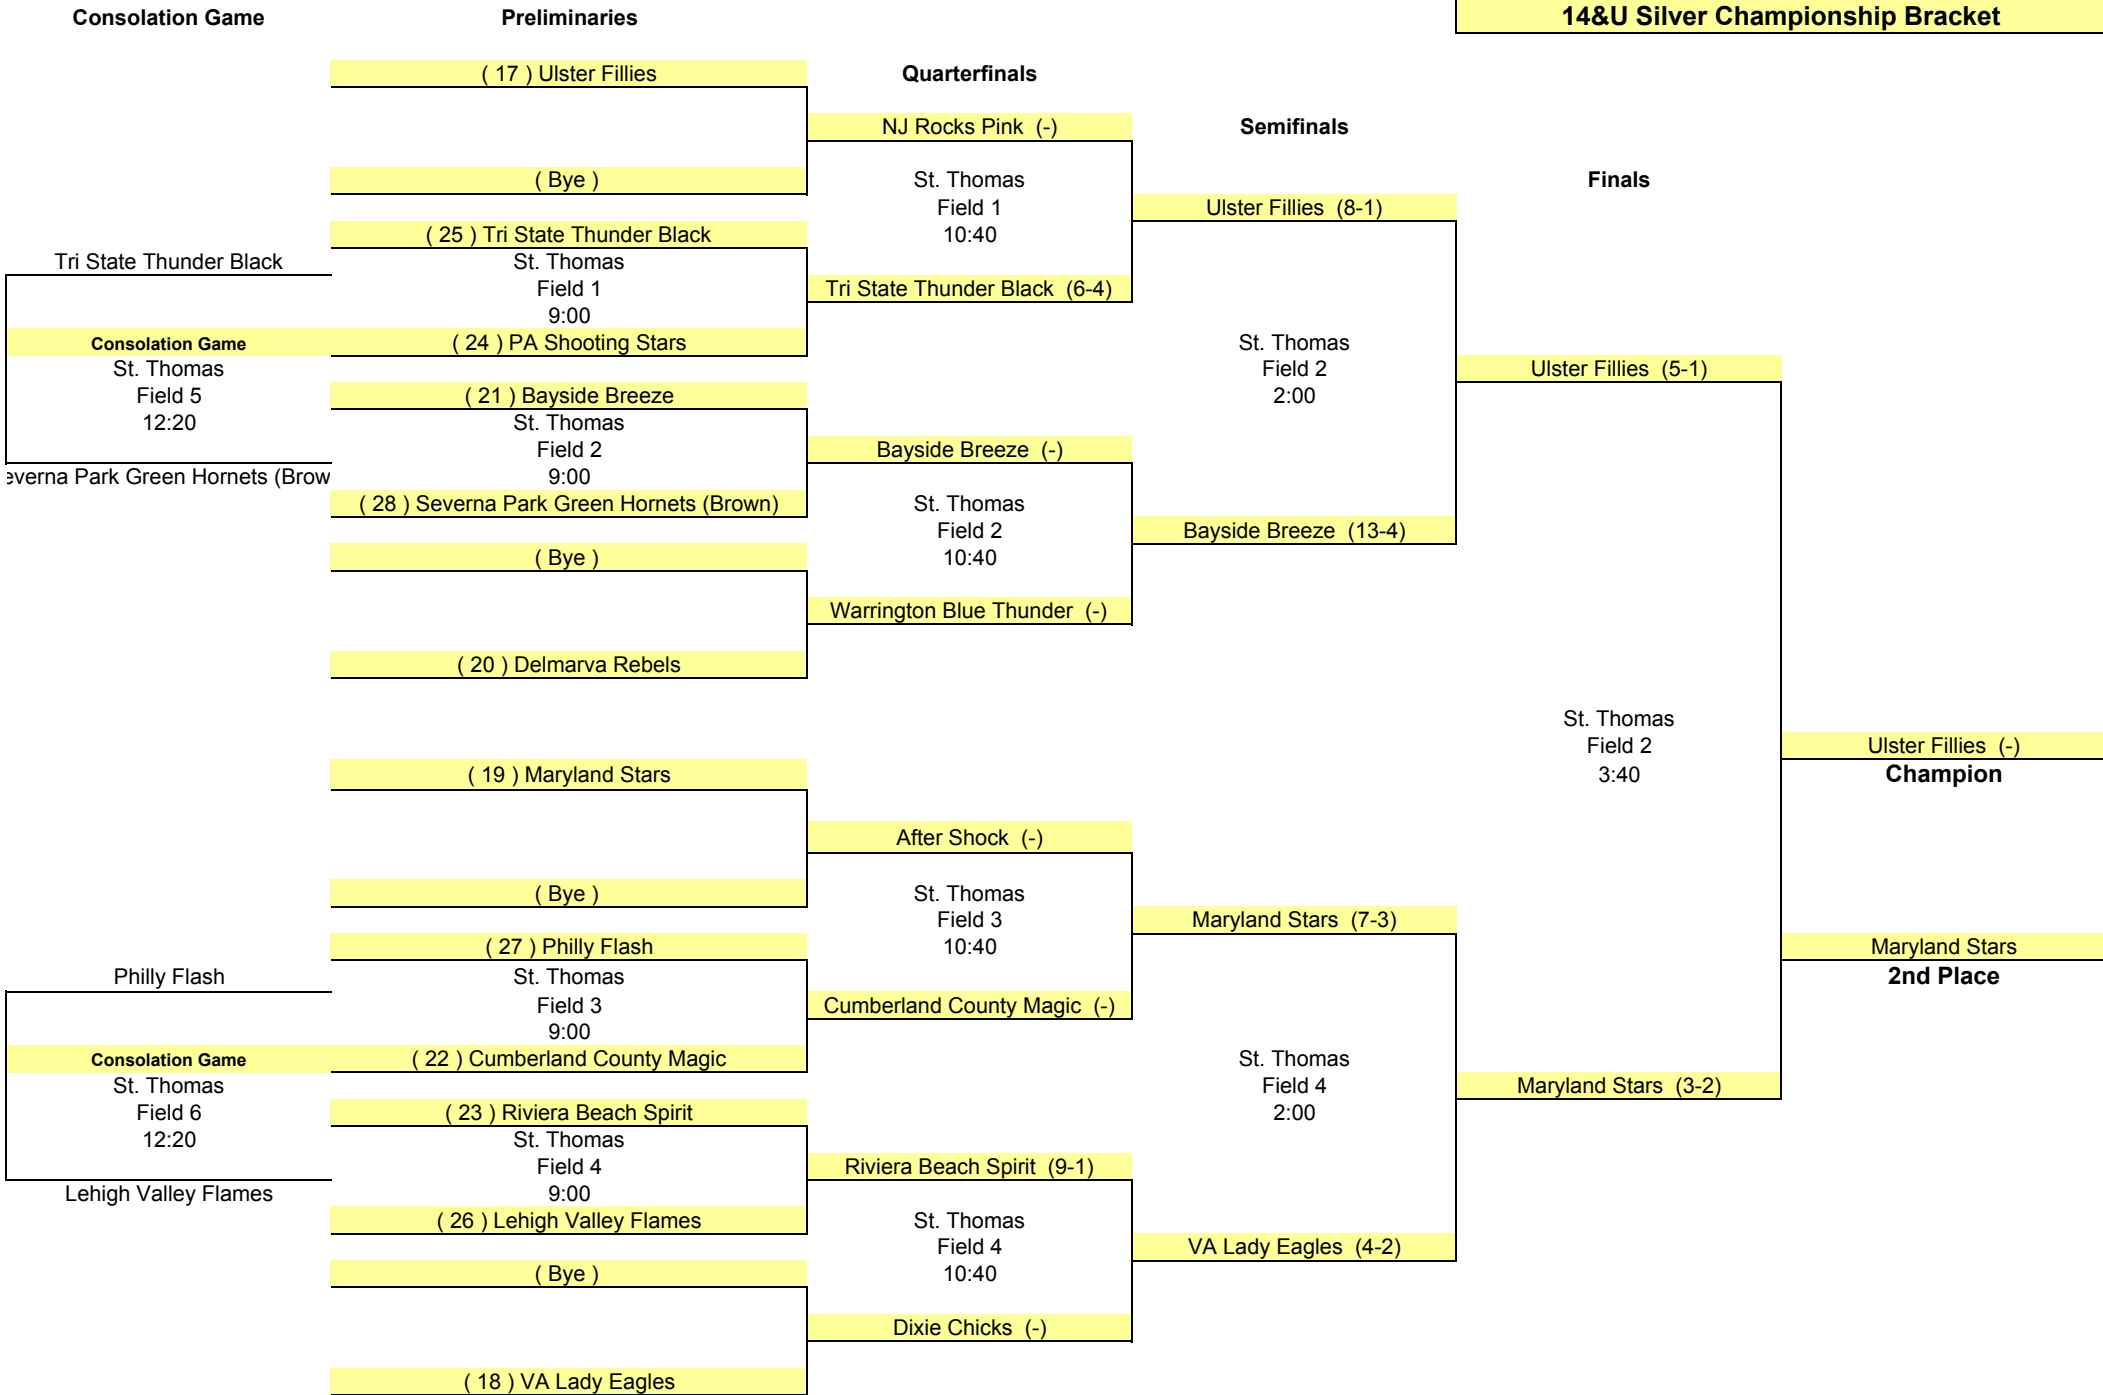 Consolation Game
Preliminaries
14&U Silver Championship Bracket
( 17 ) Ulster Fillies
Quarterfinals
NJ Rocks Pink (-)
Semifinals
( Bye )
St. Thomas
Field 1
10:40
Finals
Ulster Fillies (8-1)
( 25 ) Tri State Thunder Black
Tri State Thunder Black
St. Thomas
Field 1
9:00
Tri State Thunder Black (6-4)
Consolation Game
St. Thomas
Field 5
12:20
( 24 ) PA Shooting Stars
St. Thomas
Field 2
2:00
Ulster Fillies (5-1)
( 21 ) Bayside Breeze
St. Thomas
Field 2
9:00
Bayside Breeze (-)
everna Park Green Hornets (Brow
( 28 ) Severna Park Green Hornets (Brown)
St. Thomas
Field 2
10:40
Bayside Breeze (13-4)
( Bye )
Warrington Blue Thunder (-)
( 20 ) Delmarva Rebels
St. Thomas
Field 2
3:40
Ulster Fillies (-)
Champion
( 19 ) Maryland Stars
After Shock (-)
( Bye )
St. Thomas
Field 3
10:40
Maryland Stars (7-3)
( 27 ) Philly Flash
Maryland Stars
2nd Place
Philly Flash
St. Thomas
Field 3
9:00
Cumberland County Magic (-)
Consolation Game
St. Thomas
Field 6
12:20
( 22 ) Cumberland County Magic
St. Thomas
Field 4
2:00
Maryland Stars (3-2)
( 23 ) Riviera Beach Spirit
St. Thomas
Field 4
9:00
Riviera Beach Spirit (9-1)
Lehigh Valley Flames
( 26 ) Lehigh Valley Flames
St. Thomas
Field 4
10:40
VA Lady Eagles (4-2)
( Bye )
Dixie Chicks (-)
( 18 ) VA Lady Eagles